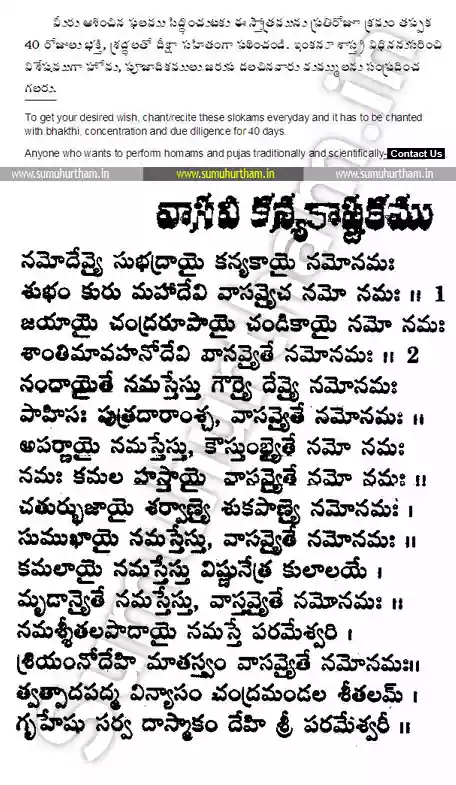 మీరు ఆశించిన ఫలమును సిద్ధించుటకు ఈ స్తోత్రమునును ప్రతిరోజూ క్రమం తప్పక
40 రోజులు భక్తి, శ్రద్ధలతో దీక్షా సహితంగా పఠించండి. ఇంకనూ శాస్త్ర విధిననుసరించి
విశేషముగా హోమ, పూజాదికములు జరుప దలచినవారు మమ్ములను సంప్రదించ
గలరు.
To get your desired wish, chant/recite these slokams everyday and it has to be chanted
with bhakthi, concentration and due diligence for 40 days.
Anyone who wants to perform homams and pujas traditionally and scientifically. Contact Us
www.sumuhurtham.in www.sumuhurtham.in www.sumuhurtham.in
వాసవి కన్యకాష్టకము
నమోదేవ్యై సుభద్రాయై కన్యకాయై నమోనమః
శుభం కురు మహాదేవి వాసవ్యైచ నమో నమః ॥ 1
జయాయై చంద్రరూపాయై చండికాయై నమో నమః
శాంతిమావహనోదేవి వాసవ్యైతే నమోనమః ॥ 2
నందాయైతే నమస్తేస్తు గౌర్యై దేవ్యై నమోనమః
పాహినః పుత్రదారాంశ్చ, వాసవ్యైతే నమోనమః ॥
అపర్ణాయై నమస్తేస్తు, కౌస్తుంభ్యైతే నమో నమః
నమః కమల హస్తాయై వాసవ్యైతే నమో నమః ॥
చతుర్భుజాయై శర్వాణ్యై శుకపాణ్యై నమోనమః ।
సుముఖాయై నమస్తేస్తు, వాసవ్యైతే నమోనమః ॥
కమలాయై నమస్తేస్తు విష్ణునేత్ర కులాలయే ।
మృడాన్యైతే నమస్తేస్తు, వాస్తవ్యైతే నమోనమః ॥
నమశ్శీతలపాదాయై నమస్తే పరమేశ్వరి ।
శ్రియంనోదేహి మాతస్త్వం వాసవ్యైతే నమోనమః॥
త్వత్పాదపద్మ విన్యాసం చంద్రమండల శీతలమ్ ।
గృహేషు సర్వ దాస్మాకం దేహి శ్రీ పరమేశ్వరీ ॥
Sumuhurtham.in